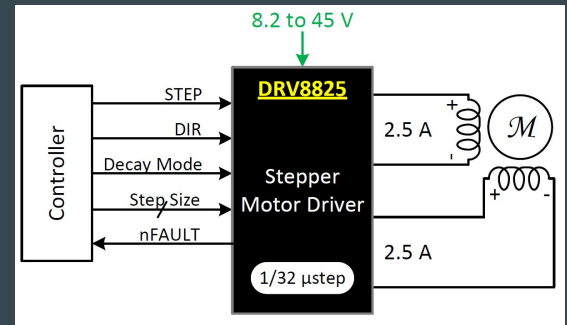 8.2 to 45 V
DRV8825
STEP
DIR
Decay Mode
Step Size
nFAULT
Controller
Stepper
Motor Driver
1/32 μstep
2.5 A
+
-
M
+ -
2.5 A